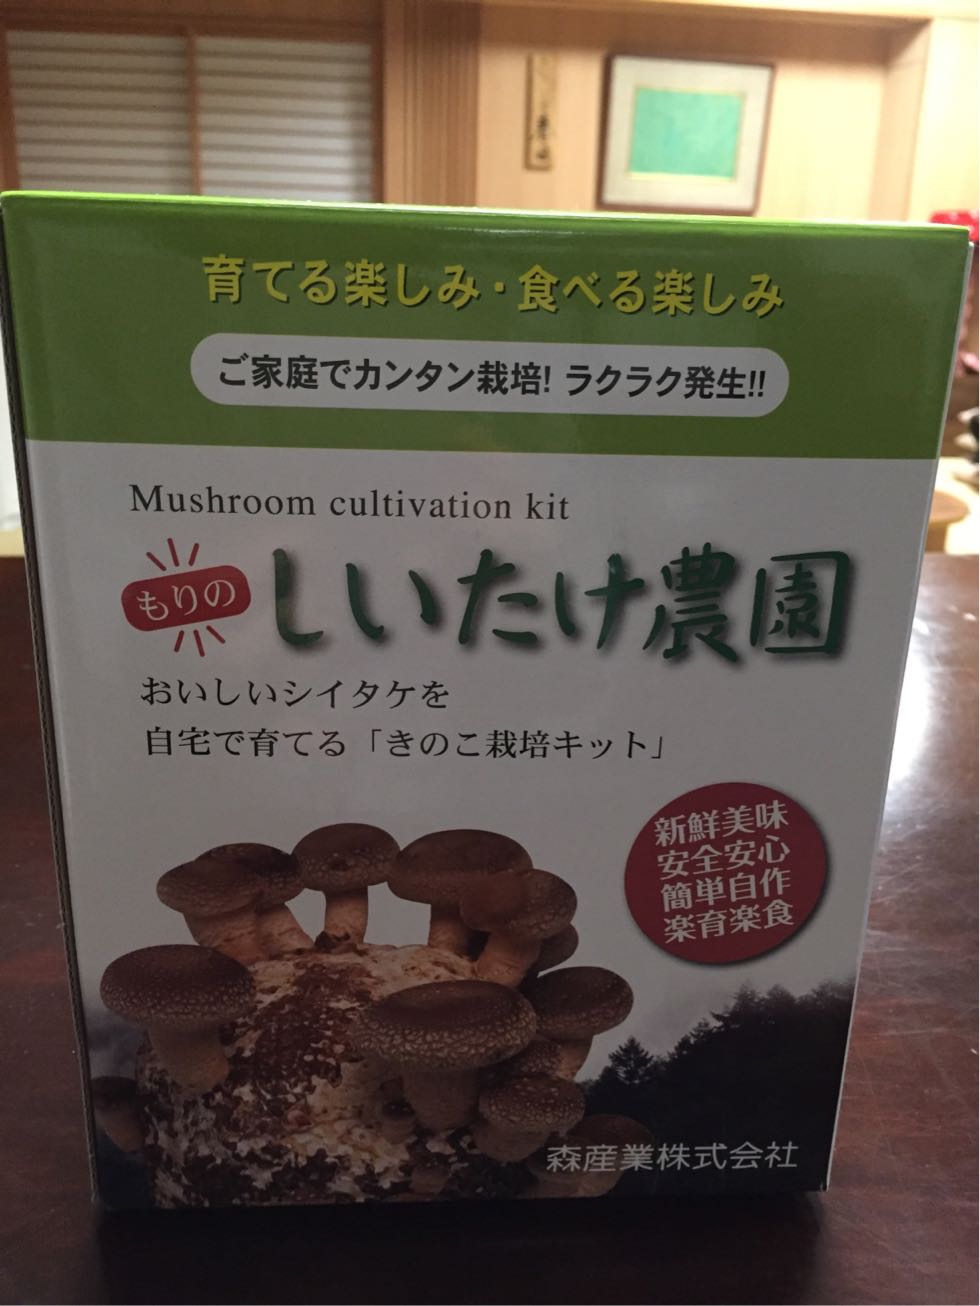 育てる楽しみ・食べる楽しみ
ご家庭でカンタン栽培! ラクラク発生!!
Mushroom cultivation kit
もりの しいたけ農園
おいしいシイタケを
自宅で育てる「きのこ栽培キット」
新鮮美味
安全安心
簡単自作
楽育楽食
森産業株式会社